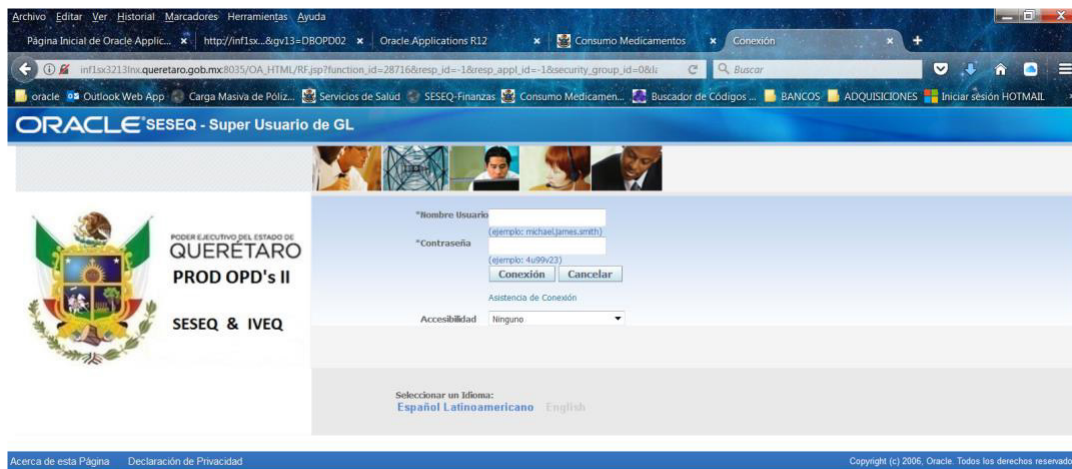 Archivo Editar Ver Historial Marcadores Herramientas Ayuda
Página Inicial de Oracle Applic... × http://inf1sx...&gv13=DBOPD02 × Oracle Applications R12 × Consumo Medicamentos × Conexión × +
inf1sx3213lnx.queretaro.gob.mx:8035/OA_HTML/RF.jsp?function_id=28716&resp_id=-1&resp_appl_id=-1&security_group_id=0&la Buscar
oracle Outlook Web App Carga Masiva de Póliz... Servicios de Salud SESEQ-Finanzas Consumo Medicamen... Buscador de Códigos ... BANCOS ADQUISICIONES Iniciar sesión HOTMAIL
ORACLE® SESEQ - Super Usuario de GL
PODER EJECUTIVO DEL ESTADO DE
QUERÉTARO
PROD OPD's II
SESEQ & IVEQ
*Nombre Usuario
(ejemplo: michael.james.smith)
*Contraseña
(ejemplo: 4u99v23)
Conexión Cancelar
Asistencia de Conexión
Accesibilidad Ninguno
Seleccionar un Idioma:
Español Latinoamericano English
Acerca de esta Página Declaración de Privacidad Copyright (c) 2006, Oracle. Todos los derechos reservado